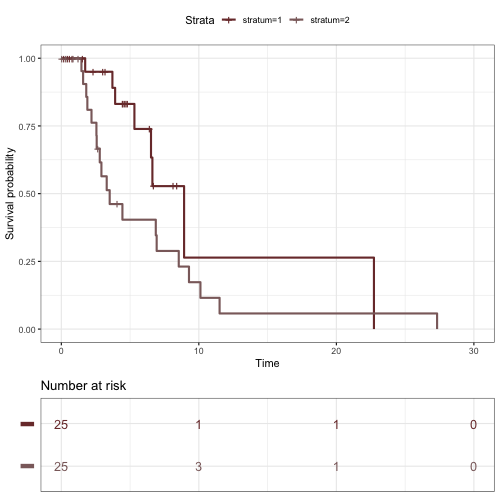 Strata stratum=1 stratum=2
1.00
0.75
0.50
0.25
0.00
Survival probability
0 10 20 30
Time
Number at risk
25 1 1 0
25 3 1 0